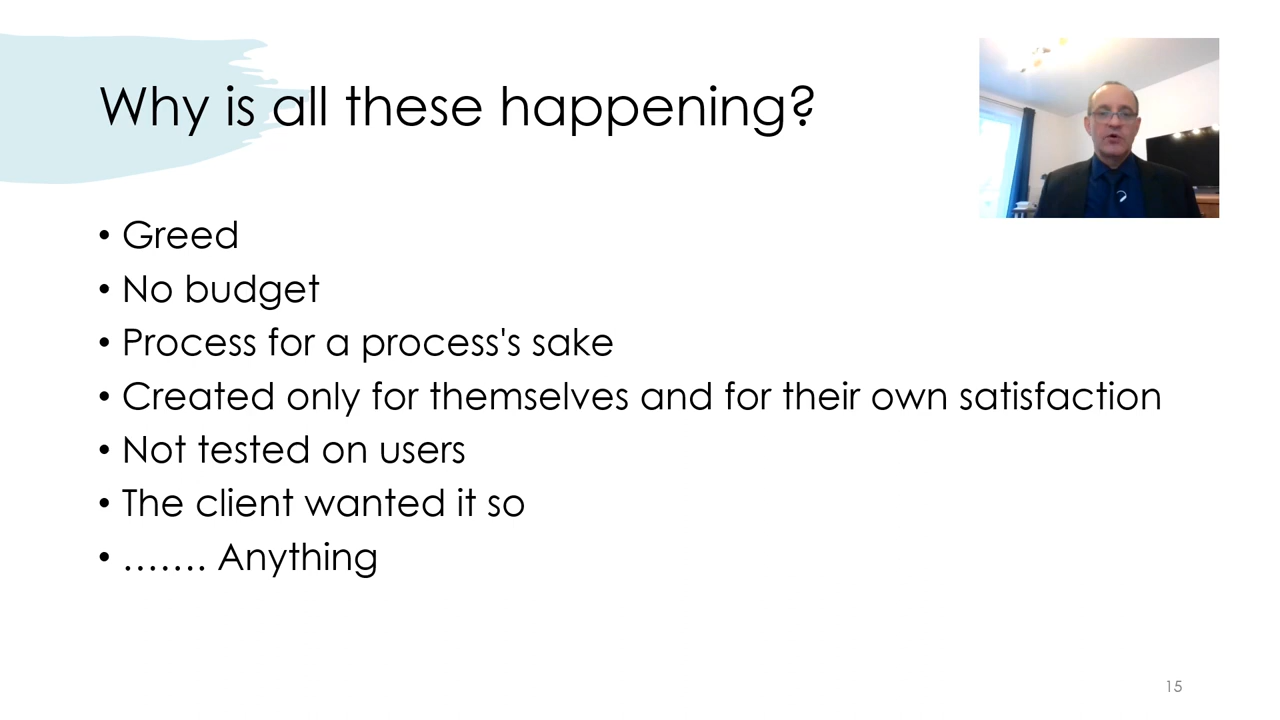 Why is all these happening?
• Greed
• No budget
• Process for a process's sake
• Created only for themselves and for their own satisfaction
• Not tested on users
• The client wanted it so
• ....... Anything
15